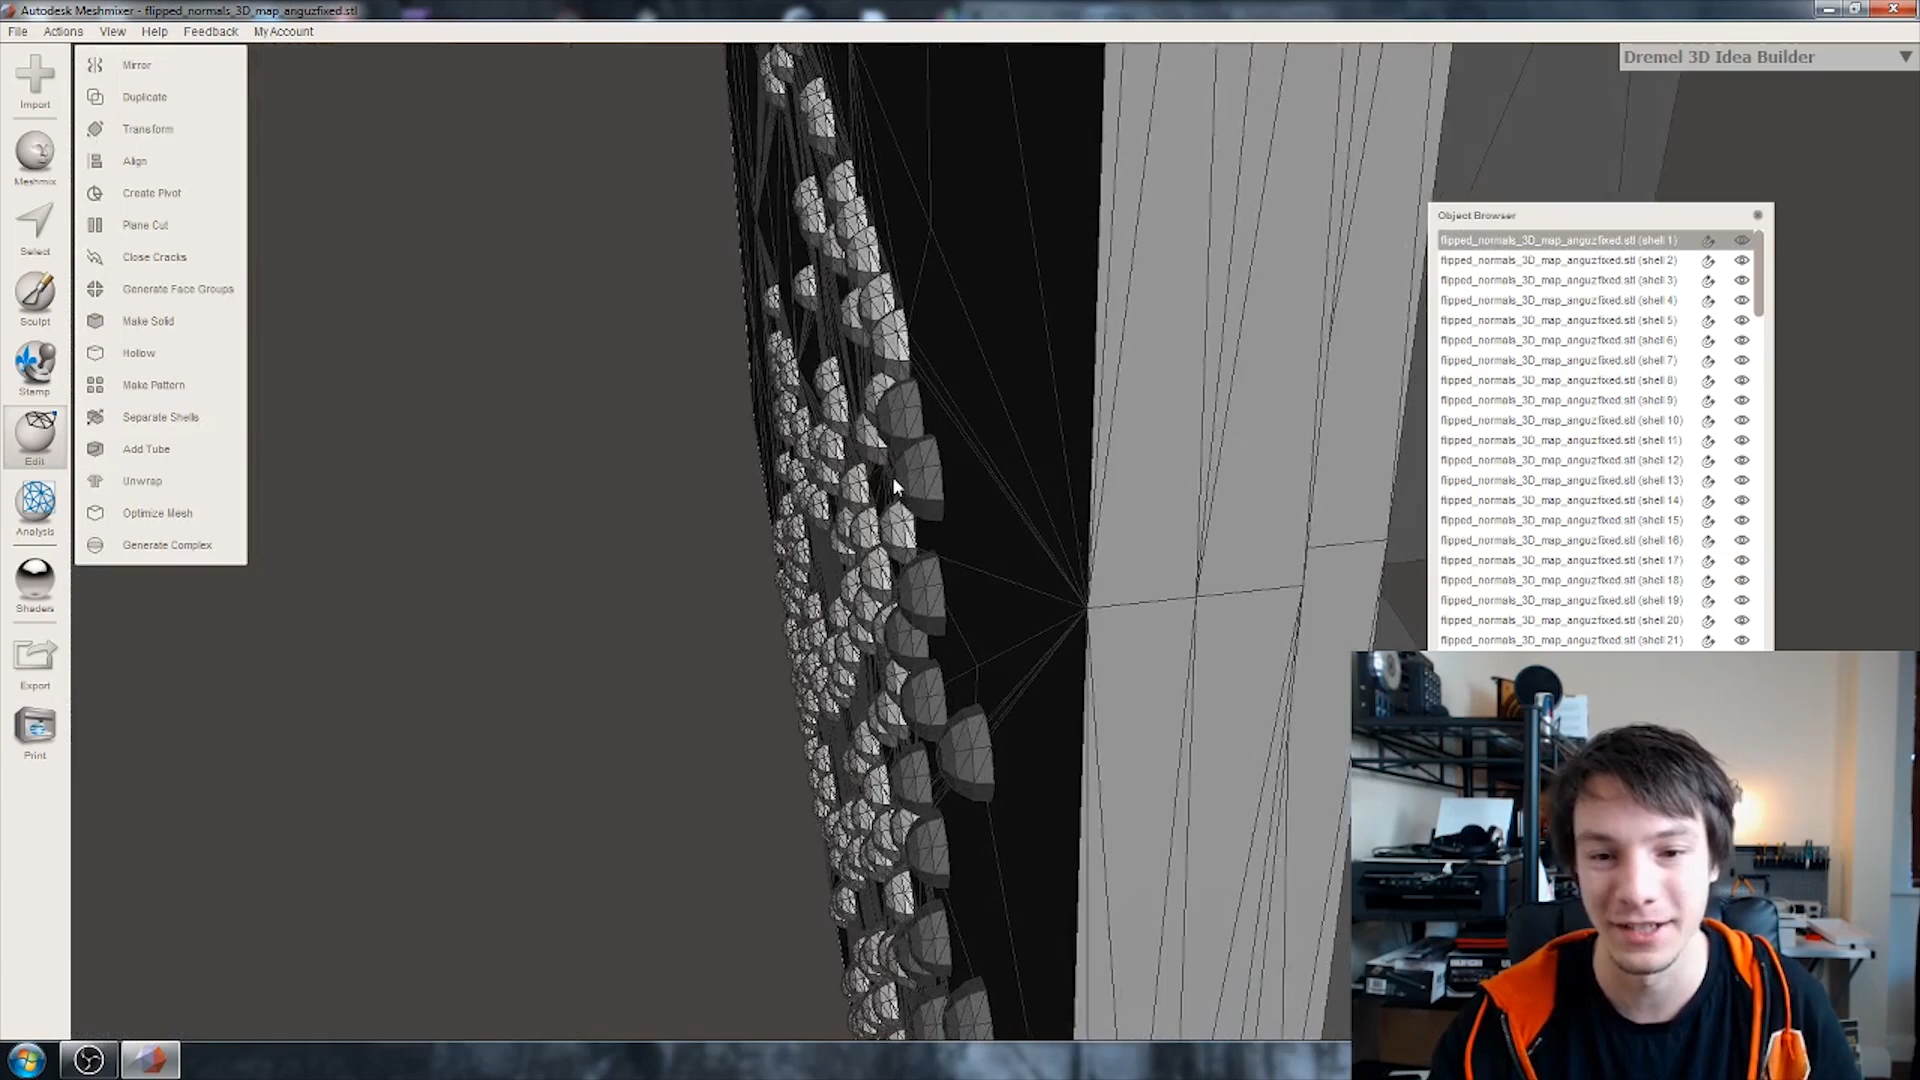 Autodesk Meshmixer - flipped_normals_3D_map_anguzfixed.stl
File Actions View Help Feedback MyAccount
Import
Meshmix
Select
Sculpt
Stamp
Edit
Analysis
Shaders
Export
Print
Mirror
Duplicate
Transform
Align
Create Pivot
Plane Cut
Close Cracks
Generate Face Groups
Make Solid
Hollow
Make Pattern
Separate Shells
Add Tube
Unwrap
Optimize Mesh
Generate Complex
Dremel 3D Idea Builder
Object Browser
flipped_normals_3D_map_anguzfixed.stl (shell 1)
flipped_normals_3D_map_anguzfixed.stl (shell 2)
flipped_normals_3D_map_anguzfixed.stl (shell 3)
flipped_normals_3D_map_anguzfixed.stl (shell 4)
flipped_normals_3D_map_anguzfixed.stl (shell 5)
flipped_normals_3D_map_anguzfixed.stl (shell 6)
flipped_normals_3D_map_anguzfixed.stl (shell 7)
flipped_normals_3D_map_anguzfixed.stl (shell 8)
flipped_normals_3D_map_anguzfixed.stl (shell 9)
flipped_normals_3D_map_anguzfixed.stl (shell 10)
flipped_normals_3D_map_anguzfixed.stl (shell 11)
flipped_normals_3D_map_anguzfixed.stl (shell 12)
flipped_normals_3D_map_anguzfixed.stl (shell 13)
flipped_normals_3D_map_anguzfixed.stl (shell 14)
flipped_normals_3D_map_anguzfixed.stl (shell 15)
flipped_normals_3D_map_anguzfixed.stl (shell 16)
flipped_normals_3D_map_anguzfixed.stl (shell 17)
flipped_normals_3D_map_anguzfixed.stl (shell 18)
flipped_normals_3D_map_anguzfixed.stl (shell 19)
flipped_normals_3D_map_anguzfixed.stl (shell 20)
flipped_normals_3D_map_anguzfixed.stl (shell 21)